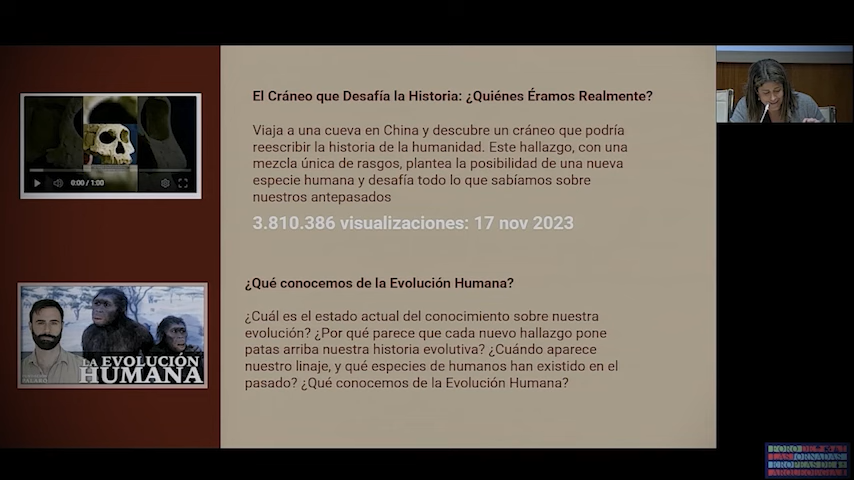 El Cráneo que Desafía la Historia: ¿Quiénes Éramos Realmente?
Viaja a una cueva en China y descubre un cráneo que podría
reescribir la historia de la humanidad. Este hallazgo, con una
mezcla única de rasgos, plantea la posibilidad de una nueva
especie humana y desafía todo lo que sabíamos sobre
nuestros antepasados
3.810.386 visualizaciones: 17 nov 2023
0:00 / 1:00
¿Qué conocemos de la Evolución Humana?
¿Cuál es el estado actual del conocimiento sobre nuestra
evolución? ¿Por qué parece que cada nuevo hallazgo pone
patas arriba nuestra historia evolutiva? ¿Cuándo aparece
nuestro linaje, y qué especies de humanos han existido en el
pasado? ¿Qué conocemos de la Evolución Humana?
LA EVOLUCIÓN
HUMANA